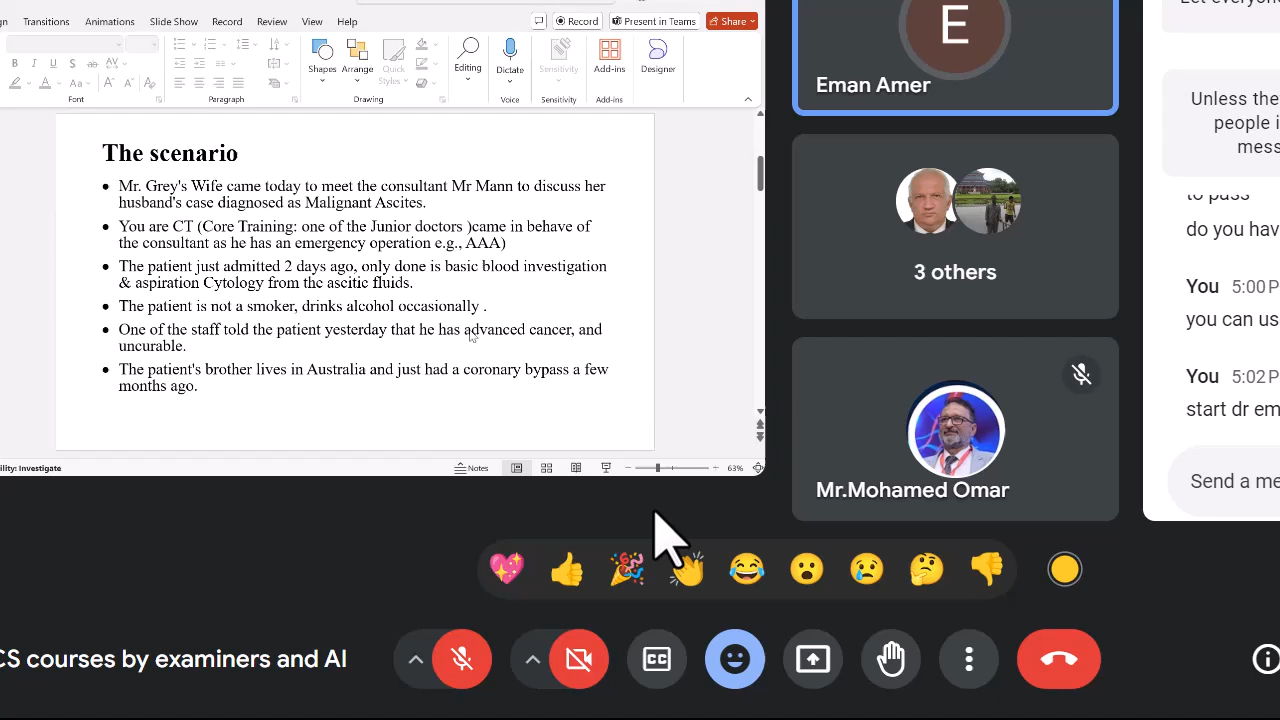 Transitions Animations Slide Show Record Review View Help
Record Present in Teams Share
Shapes Arrange Quick Styles Editing Dictate Sensitivity Add-ins Designer
Font Paragraph Drawing Voice Sensitivity Add-ins
The scenario
• Mr. Grey's Wife came today to meet the consultant Mr Mann to discuss her
husband's case diagnosed as Malignant Ascites.
• You are CT (Core Training: one of the Junior doctors )came in behave of
the consultant as he has an emergency operation e.g., AAA)
• The patient just admitted 2 days ago, only done is basic blood investigation
& aspiration Cytology from the ascitic fluids.
• The patient is not a smoker, drinks alcohol occasionally .
• One of the staff told the patient yesterday that he has advanced cancer, and
uncurable.
• The patient's brother lives in Australia and just had a coronary bypass a few
months ago.
bility: Investigate
Notes
63%
E
Eman Amer
3 others
Mr.Mohamed Omar
Unless the
people i
mess
to pass
do you hav
You 5:00 P
you can us
You 5:02 P
start dr em
Send a me
CS courses by examiners and AI
CC